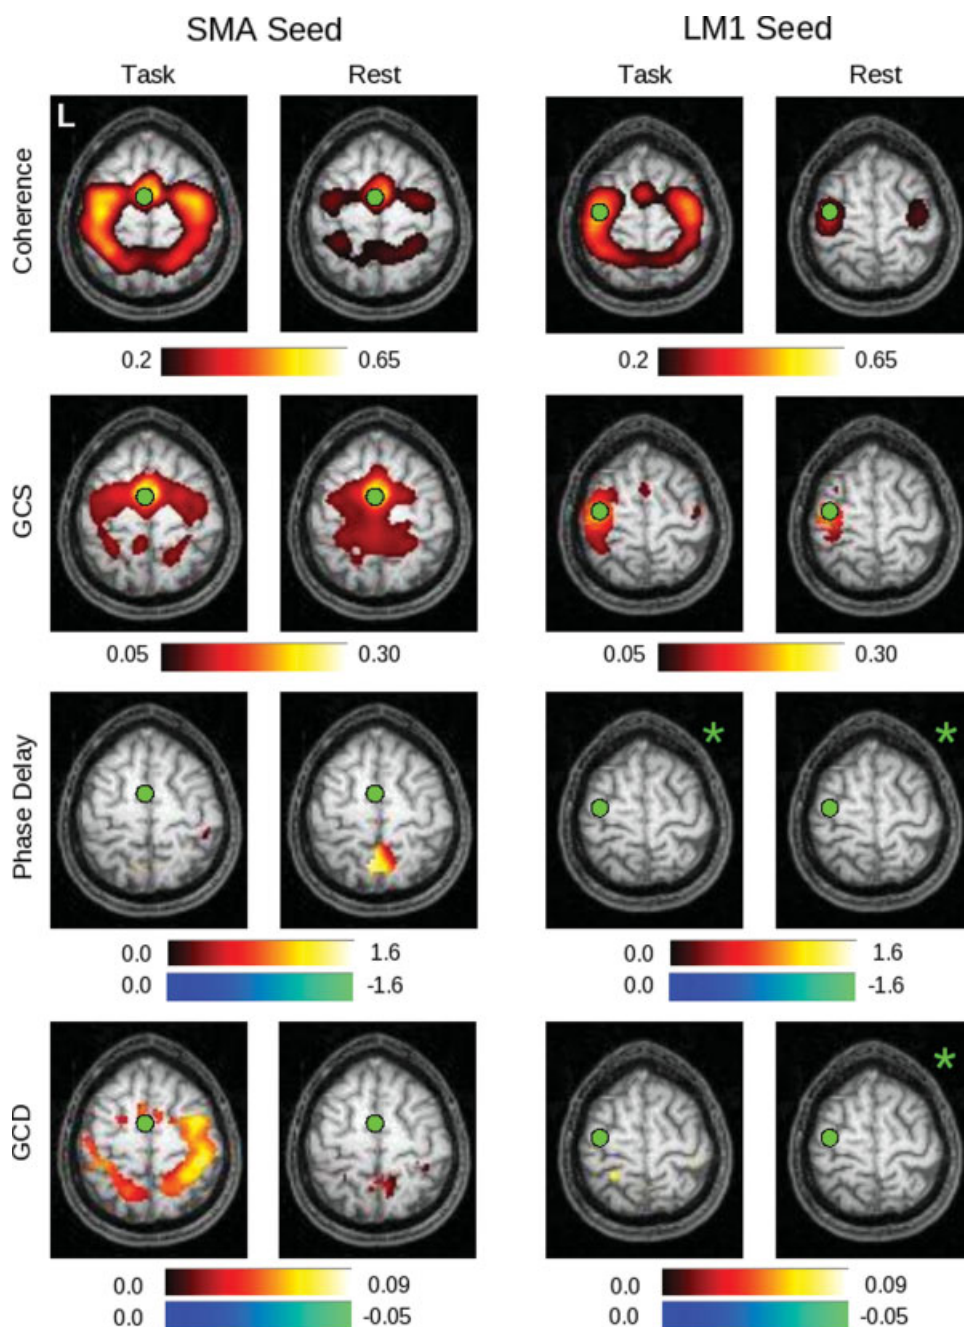 SMA Seed LM1 Seed
Task Rest Task Rest
L
Coherence
0.2 0.65 0.2 0.65
GCS
0.05 0.30 0.05 0.30
Phase Delay
* *
0.0 1.6 0.0 1.6
0.0 -1.6 0.0 -1.6
GCD
*
0.0 0.09 0.0 0.09
0.0 -0.05 0.0 -0.05